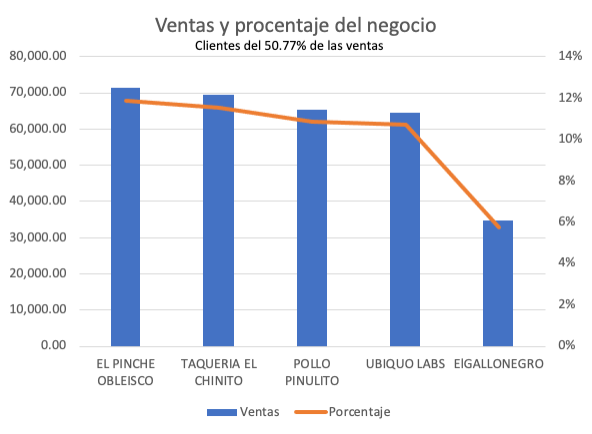 Ventas y procentaje del negocio
Clientes del 50.77% de las ventas
80,000.00
70,000.00
60,000.00
50,000.00
40,000.00
30,000.00
20,000.00
10,000.00
0.00
14%
12%
10%
8%
6%
4%
2%
0%
EL PINCHE
OBLEISCO
TAQUERIA EL
CHINITO
POLLO
PINULITO
UBIQUO LABS
ElGALLONEGRO
Ventas
Porcentaje